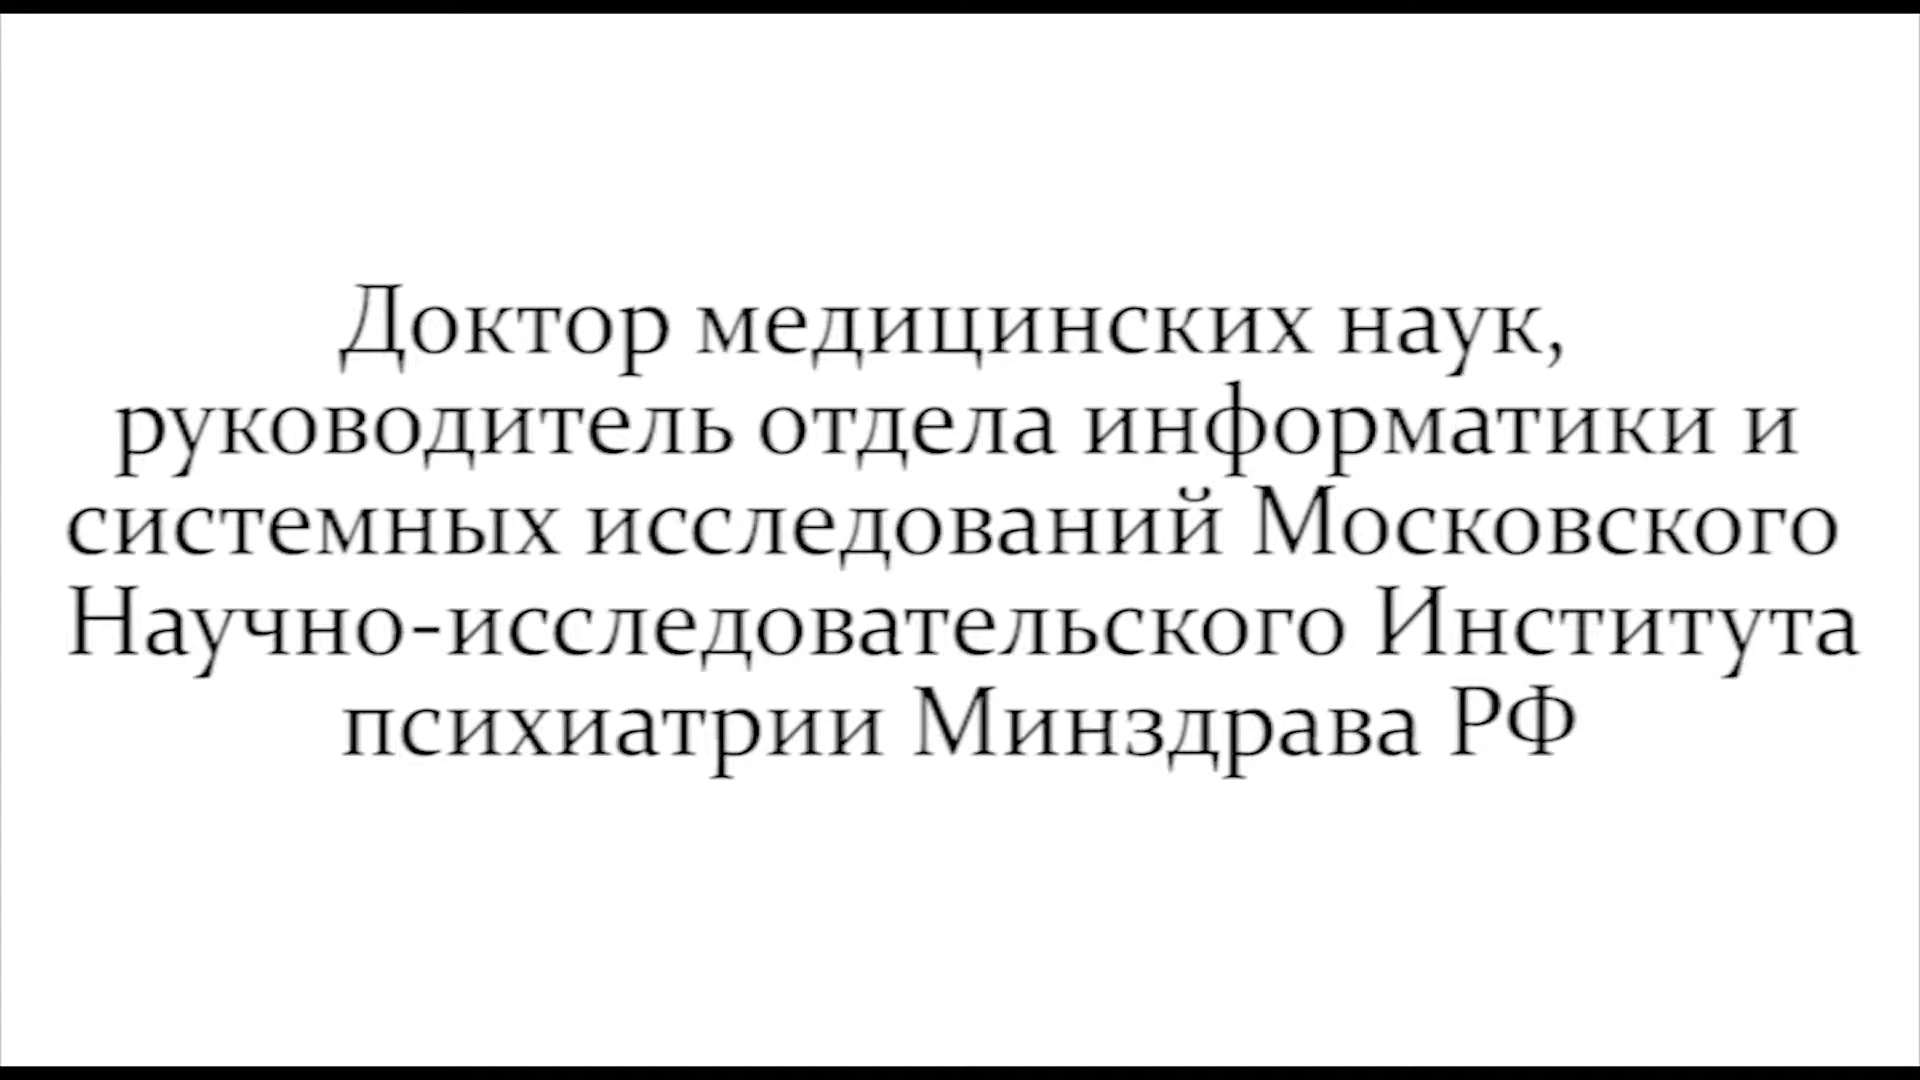 Доктор медицинских наук,
руководитель отдела информатики и
системных исследований Московского
Научно-исследовательского Института
психиатрии Минздрава РФ